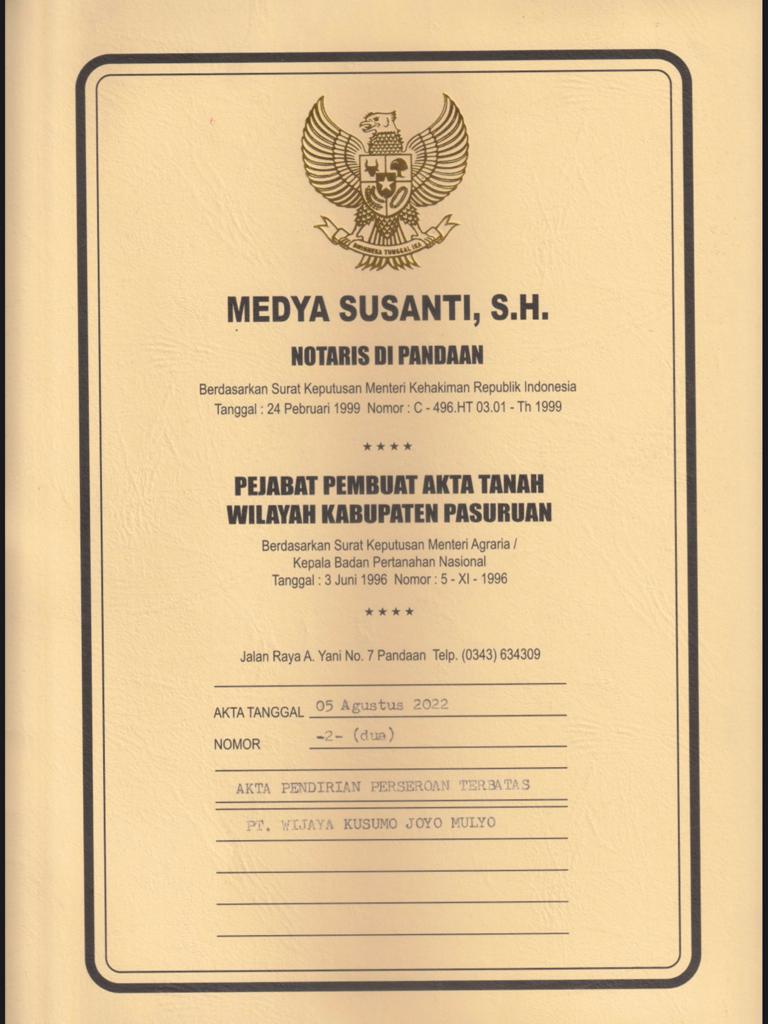 BHINNEKA TUNGGAL IKA
MEDYA SUSANTI, S.H.
NOTARIS DI PANDAAN
Berdasarkan Surat Keputusan Menteri Kehakiman Republik Indonesia
Tanggal : 24 Pebruari 1999 Nomor : C - 496.HT 03.01 - Th 1999
★★★★
PEJABAT PEMBUAT AKTA TANAH
WILAYAH KABUPATEN PASURUAN
Berdasarkan Surat Keputusan Menteri Agraria /
Kepala Badan Pertanahan Nasional
Tanggal : 3 Juni 1996 Nomor : 5 - XI - 1996
★★★★
Jalan Raya A. Yani No. 7 Pandaan Telp. (0343) 634309
AKTA TANGGAL 05 Agustus 2022
NOMOR -2- (dua)
AKTA PENDIRIAN PERSEROAN TERBATAS
PT. WIJAYA KUSUMO JOYO MULYO